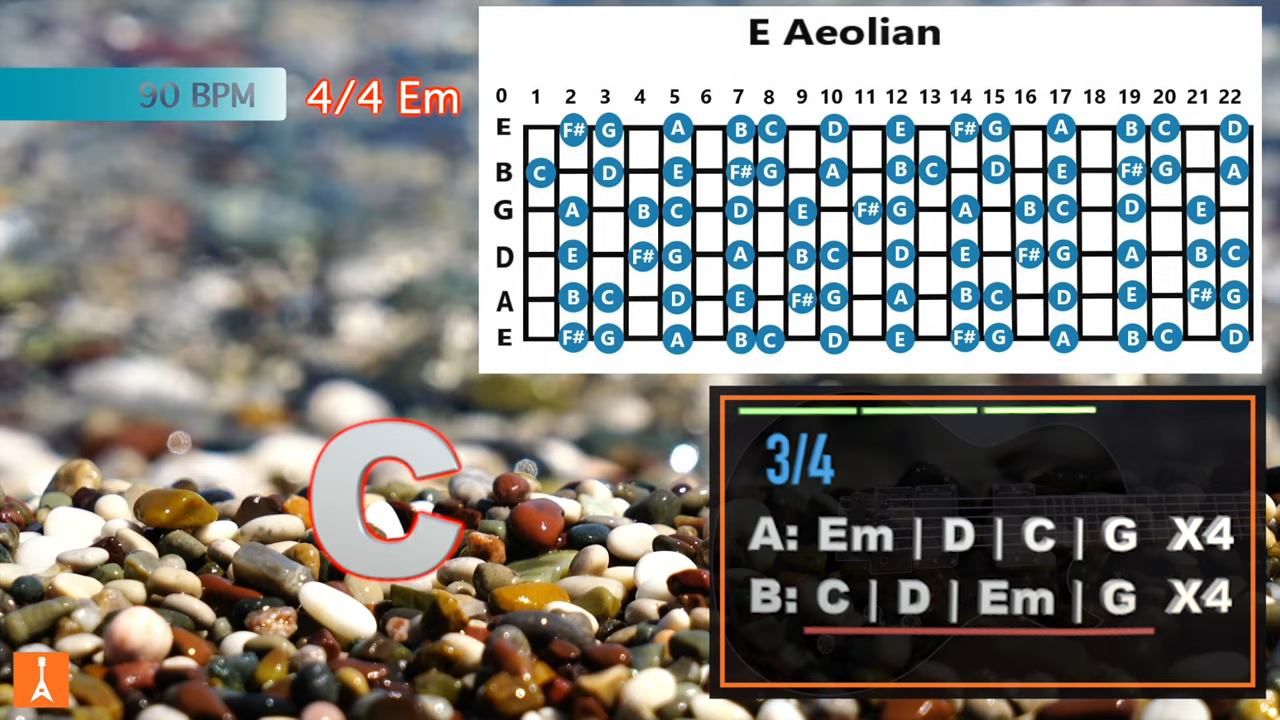 E Aeolian
90 BPM
4/4 Em
0 1 2 3 4 5 6 7 8 9 10 11 12 13 14 15 16 17 18 19 20 21 22
E F# G A B C D E F# G A B C D
B C D E F# G A B C D E F# G A
G A B C D E F# G A B C D E
D E F# G A B C D E F# G A B C
A B C D E F# G A B C D E F# G
E F# G A B C D E F# G A B C D
3/4
A: Em | D | C | G X4
B: C | D | Em | G X4
C